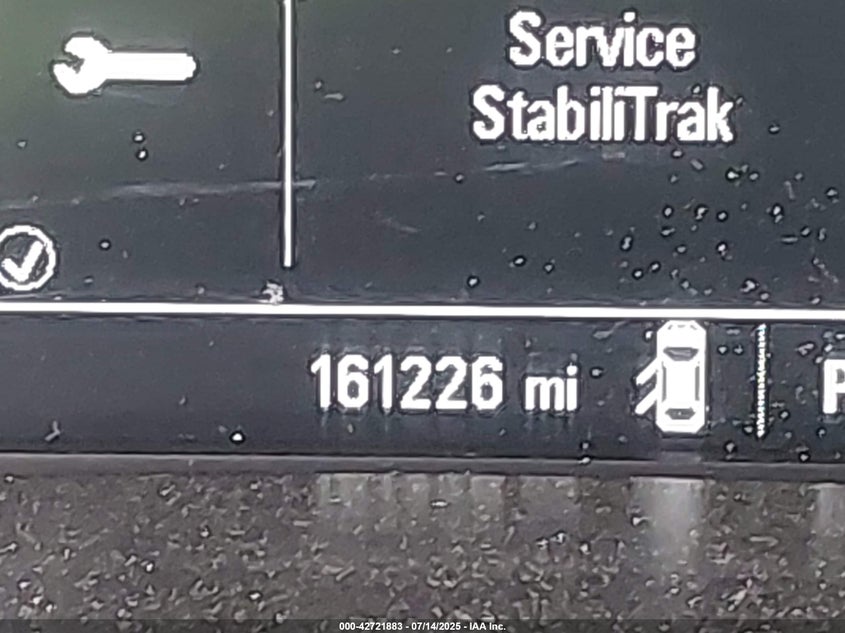 Service
StabiliTrak
161226 mi
P
000-42721883 - 07/14/2025 - IAA Inc.